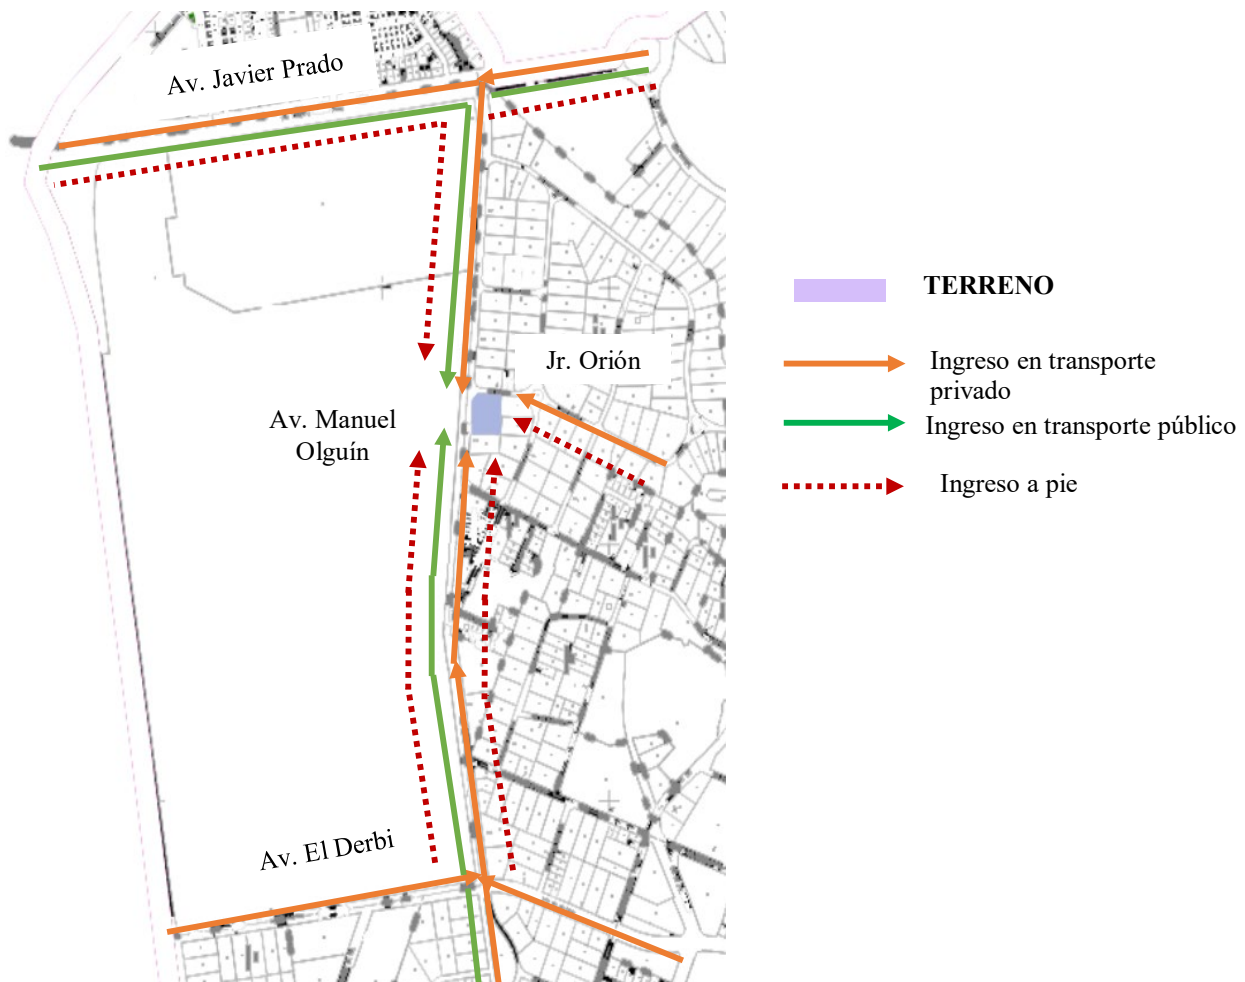 Av. Javier Prado
Jr. Orión
Av. Manuel
Olguín
Av. El Derbi
TERRENO
Ingreso en transporte
privado
Ingreso en transporte público
Ingreso a pie